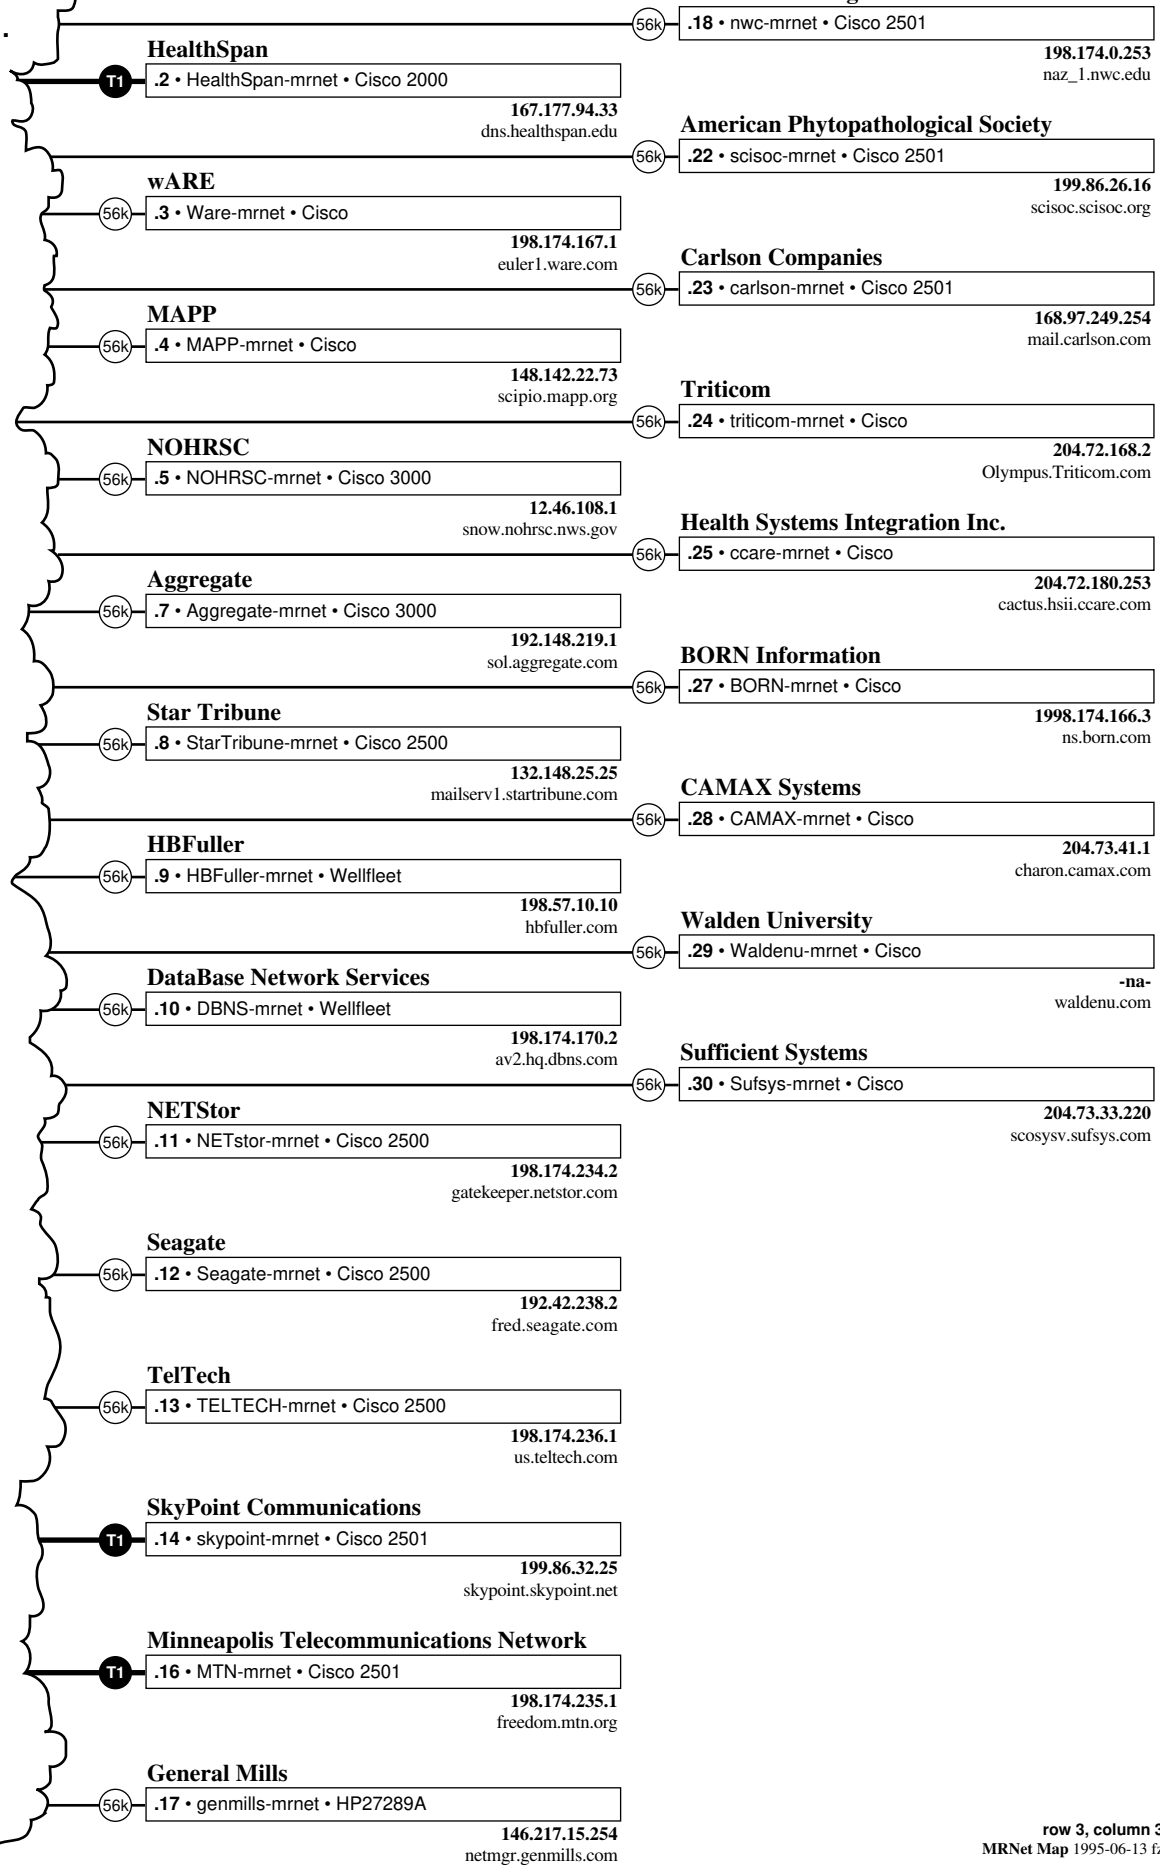 56k .18 • nwc-mrnet • Cisco 2501
198.174.0.253
naz_1.nwc.edu
HealthSpan
T1 .2 • HealthSpan-mrnet • Cisco 2000
167.177.94.33
dns.healthspan.edu
American Phytopathological Society
56k .22 • scisoc-mrnet • Cisco 2501
199.86.26.16
scisoc.scisoc.org
wARE
56k .3 • Ware-mrnet • Cisco
198.174.167.1
euler1.ware.com
Carlson Companies
56k .23 • carlson-mrnet • Cisco 2501
168.97.249.254
mail.carlson.com
MAPP
56k .4 • MAPP-mrnet • Cisco
148.142.22.73
scipio.mapp.org
Triticom
56k .24 • triticom-mrnet • Cisco
204.72.168.2
Olympus.Triticom.com
NOHRSC
56k .5 • NOHRSC-mrnet • Cisco 3000
12.46.108.1
snow.nohrsc.nws.gov
Health Systems Integration Inc.
56k .25 • ccare-mrnet • Cisco
204.72.180.253
cactus.hsii.ccare.com
Aggregate
56k .7 • Aggregate-mrnet • Cisco 3000
192.148.219.1
sol.aggregate.com
BORN Information
56k .27 • BORN-mrnet • Cisco
1998.174.166.3
ns.born.com
Star Tribune
56k .8 • StarTribune-mrnet • Cisco 2500
132.148.25.25
mailserv1.startribune.com
CAMAX Systems
56k .28 • CAMAX-mrnet • Cisco
204.73.41.1
charon.camax.com
HBFuller
56k .9 • HBFuller-mrnet • Wellfleet
198.57.10.10
hbfuller.com
Walden University
56k .29 • Waldenu-mrnet • Cisco
-na-
waldenu.com
DataBase Network Services
56k .10 • DBNS-mrnet • Wellfleet
198.174.170.2
av2.hq.dbns.com
Sufficient Systems
56k .30 • Sufsys-mrnet • Cisco
204.73.33.220
scosysv.sufsys.com
NETStor
56k .11 • NETstor-mrnet • Cisco 2500
198.174.234.2
gatekeeper.netstor.com
Seagate
56k .12 • Seagate-mrnet • Cisco 2500
192.42.238.2
fred.seagate.com
TelTech
56k .13 • TELTECH-mrnet • Cisco 2500
198.174.236.1
us.teltech.com
SkyPoint Communications
T1 .14 • skypoint-mrnet • Cisco 2501
199.86.32.25
skypoint.skypoint.net
Minneapolis Telecommunications Network
T1 .16 • MTN-mrnet • Cisco 2501
198.174.235.1
freedom.mtn.org
General Mills
56k .17 • genmills-mrnet • HP27289A
146.217.15.254
netmgr.genmills.com
row 3, column 3
MRNet Map 1995-06-13 fz